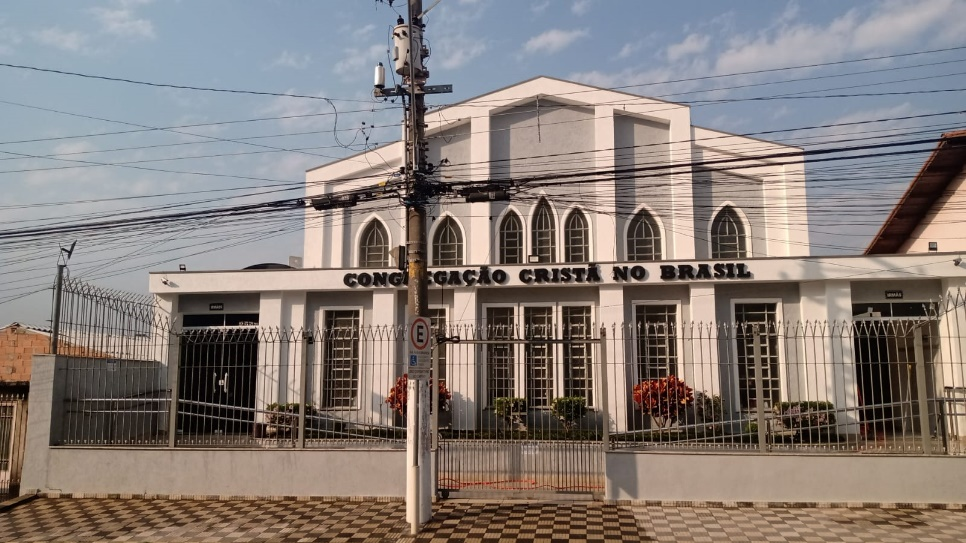 CONGREGAÇÃO CRISTÃ NO BRASIL
E